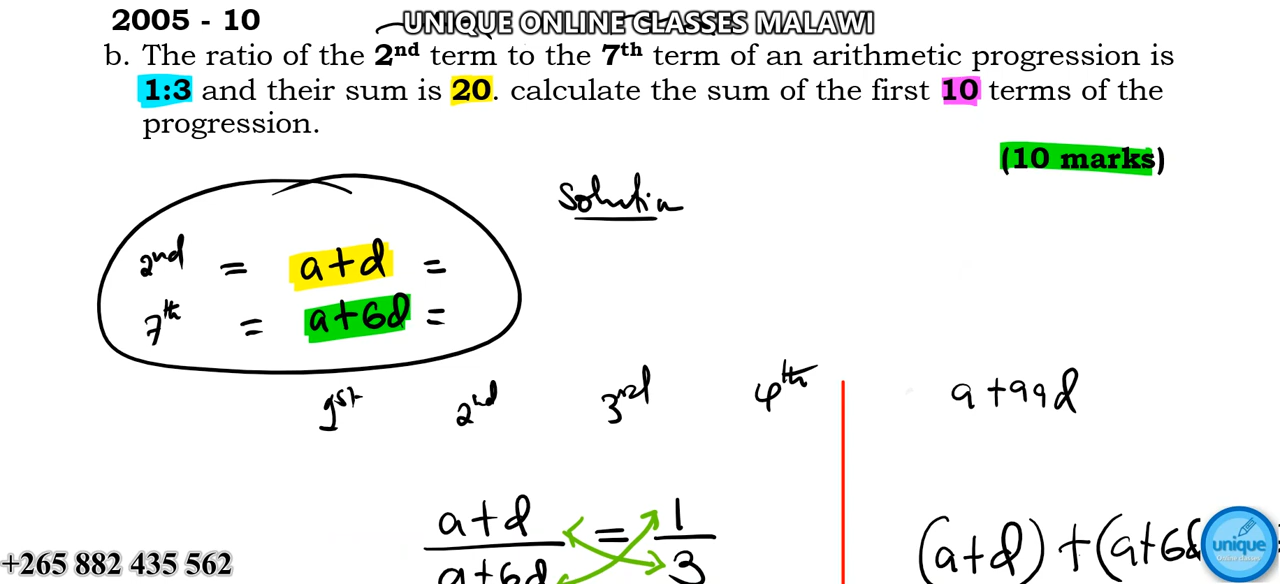 2005 - 10
UNIQUE ONLINE CLASSES MALAWI
b. The ratio of the 2nd term to the 7th term of an arithmetic progression is
1:3 and their sum is 20. calculate the sum of the first 10 terms of the
progression.
(10 marks)
Solution
2nd = a+d =
7th = a+6d =
1st 2nd 3rd 4th
a+99d
a+d = 1
a+6d 3
(a+d) + (a+6d
unique
Online classes
+265 882 435 562